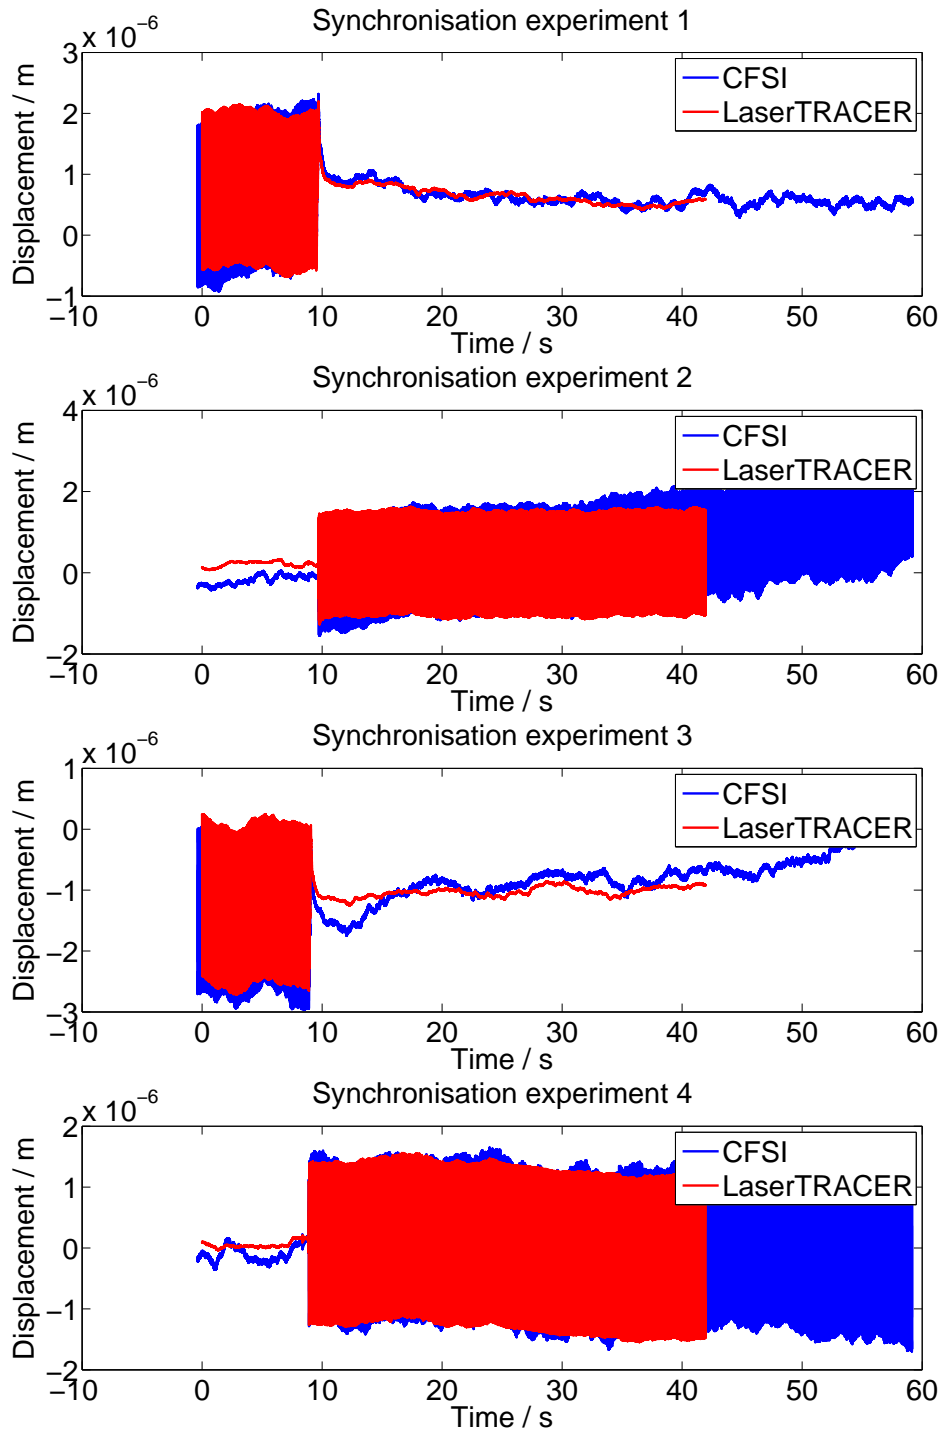 Synchronisation experiment 1
x 10⁻⁶
3
2
1
0
−1
Displacement / m
CFSI
LaserTRACER
−10 0 10 20 30 40 50 60
Time / s
Synchronisation experiment 2
x 10⁻⁶
4
2
0
−2
Displacement / m
CFSI
LaserTRACER
−10 0 10 20 30 40 50 60
Time / s
Synchronisation experiment 3
x 10⁻⁶
1
0
−1
−2
−3
Displacement / m
CFSI
LaserTRACER
−10 0 10 20 30 40 50 60
Time / s
Synchronisation experiment 4
x 10⁻⁶
2
1
0
−1
−2
Displacement / m
CFSI
LaserTRACER
−10 0 10 20 30 40 50 60
Time / s